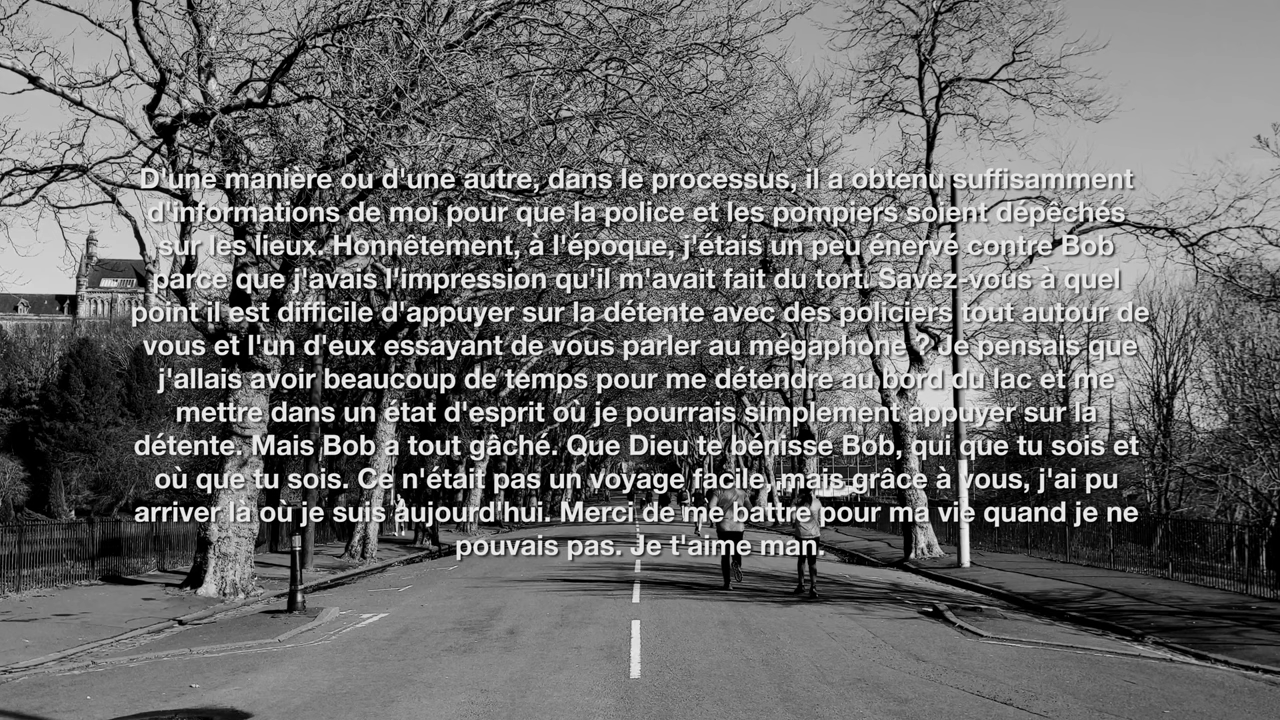 D'une manière ou d'une autre, dans le processus, il a obtenu suffisamment
d'informations de moi pour que la police et les pompiers soient dépêchés
sur les lieux. Honnêtement, à l'époque, j'étais un peu énervé contre Bob
parce que j'avais l'impression qu'il m'avait fait du tort. Savez-vous à quel
point il est difficile d'appuyer sur la détente avec des policiers tout autour de
vous et l'un d'eux essayant de vous parler au mégaphone ? Je pensais que
j'allais avoir beaucoup de temps pour me détendre au bord du lac et me
mettre dans un état d'esprit où je pourrais simplement appuyer sur la
détente. Mais Bob a tout gâché. Que Dieu te bénisse Bob, qui que tu sois et
où que tu sois. Ce n'était pas un voyage facile, mais grâce à vous, j'ai pu
arriver là où je suis aujourd'hui. Merci de me battre pour ma vie quand je ne
pouvais pas. Je t'aime man.